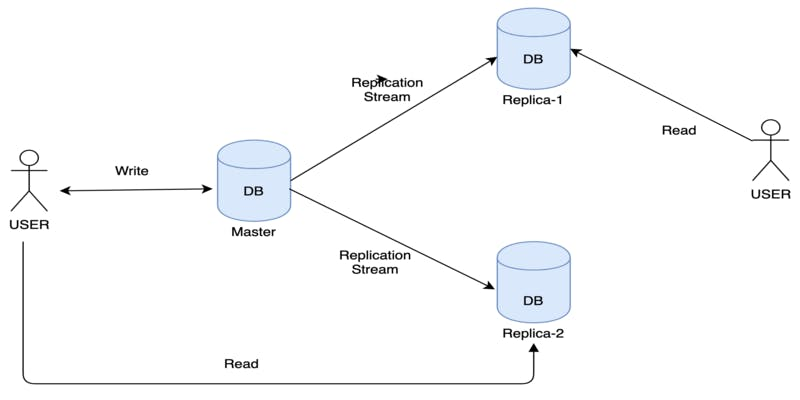 DB
Replica-1
Replication
Stream
Read
Write
DB
Master
USER
USER
Replication
Stream
DB
Replica-2
Read